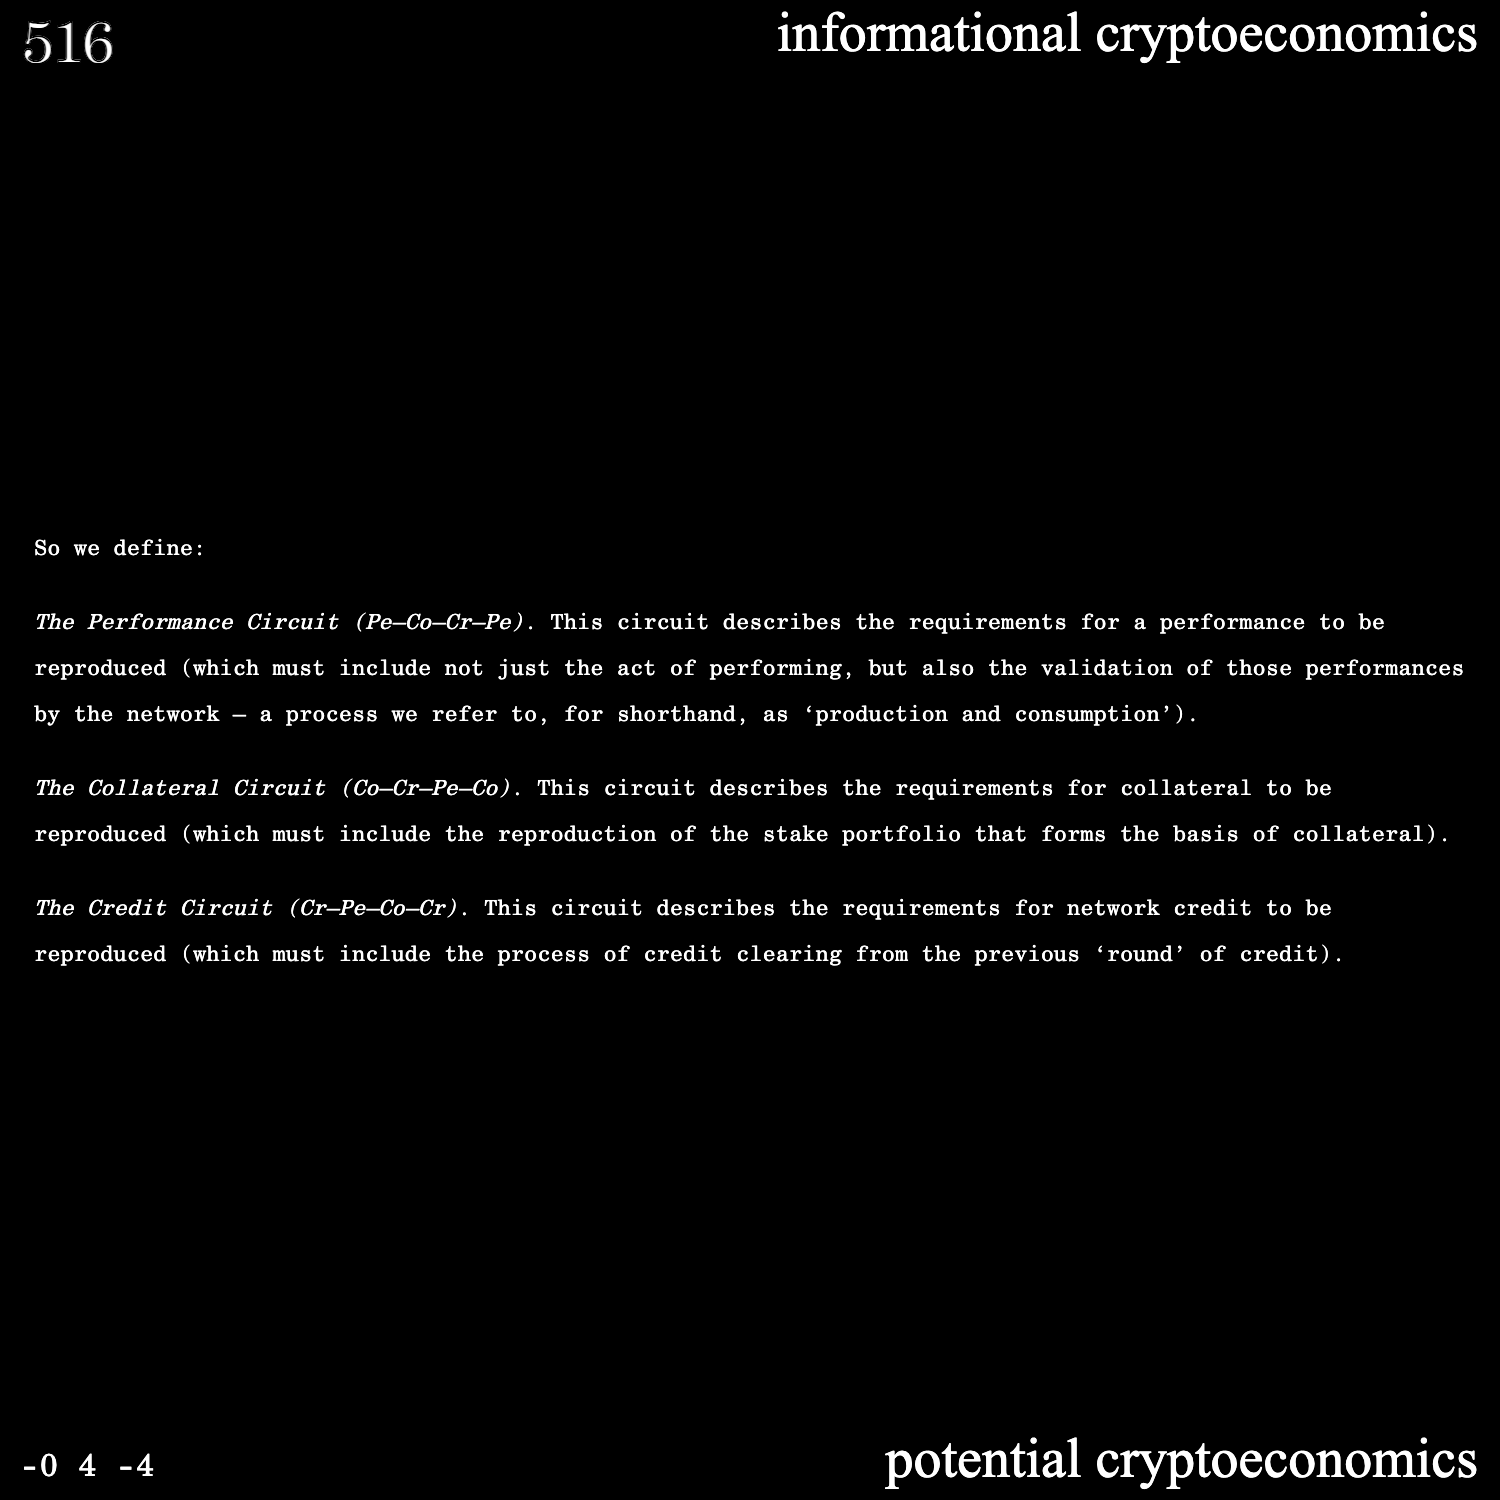 516
informational cryptoeconomics
So we define:
The Performance Circuit (Pe–Co–Cr–Pe). This circuit describes the requirements for a performance to be
reproduced (which must include not just the act of performing, but also the validation of those performances
by the network – a process we refer to, for shorthand, as ‘production and consumption’).
The Collateral Circuit (Co–Cr–Pe–Co). This circuit describes the requirements for collateral to be
reproduced (which must include the reproduction of the stake portfolio that forms the basis of collateral).
The Credit Circuit (Cr–Pe–Co–Cr). This circuit describes the requirements for network credit to be
reproduced (which must include the process of credit clearing from the previous ‘round’ of credit).
-0 4 -4
potential cryptoeconomics